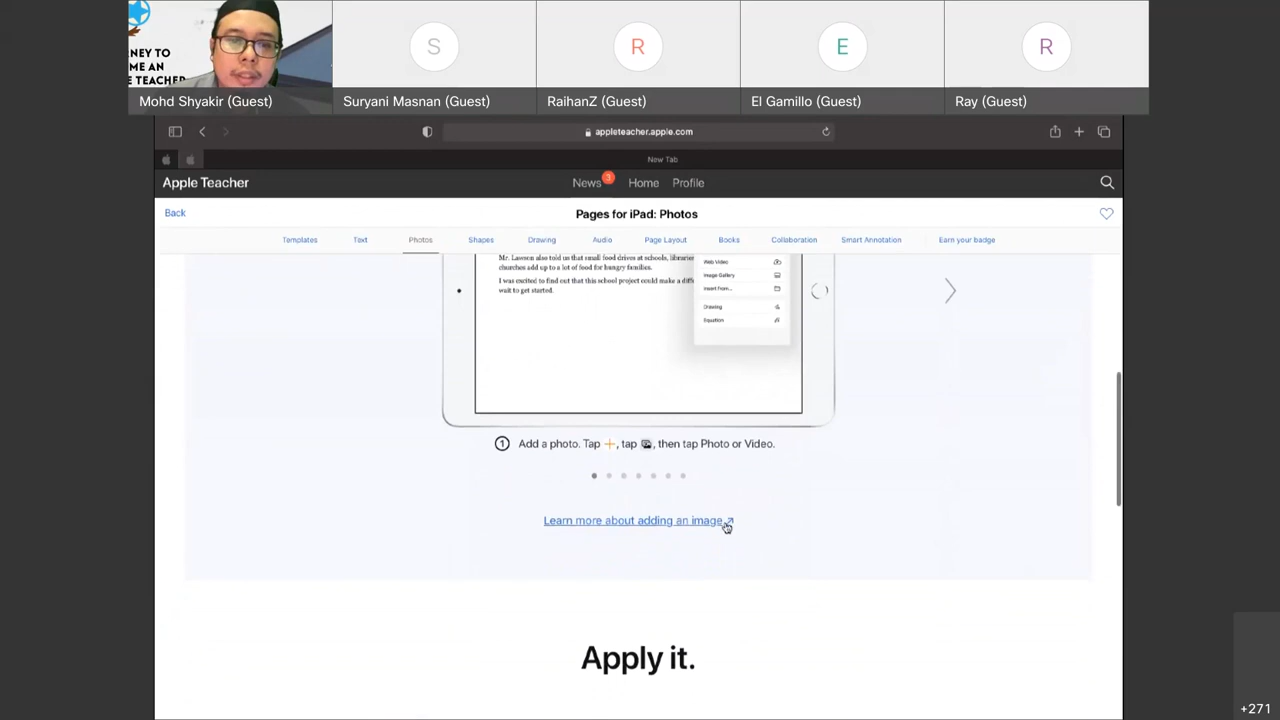 NEY TO
ME AN
E TEACHER
Mohd Shyakir (Guest)
S
Suryani Masnan (Guest)
R
RaihanZ (Guest)
E
El Gamillo (Guest)
R
Ray (Guest)
appleteacher.apple.com
New Tab
Apple Teacher
News
3
Home
Profile
Back
Pages for iPad: Photos
Templates
Text
Photos
Shapes
Drawing
Audio
Page Layout
Books
Collaboration
Smart Annotation
Earn your badge
Mr. Lawson also told us that small food drives at schools, libraries
churches add up to a lot of food for hungry families.
I was excited to find out that this school project could make a diff
wait to get started.
Web Video
Image Gallery
Insert from...
Drawing
Equation
1 Add a photo. Tap +, tap , then tap Photo or Video.
Learn more about adding an image
Apply it.
+271